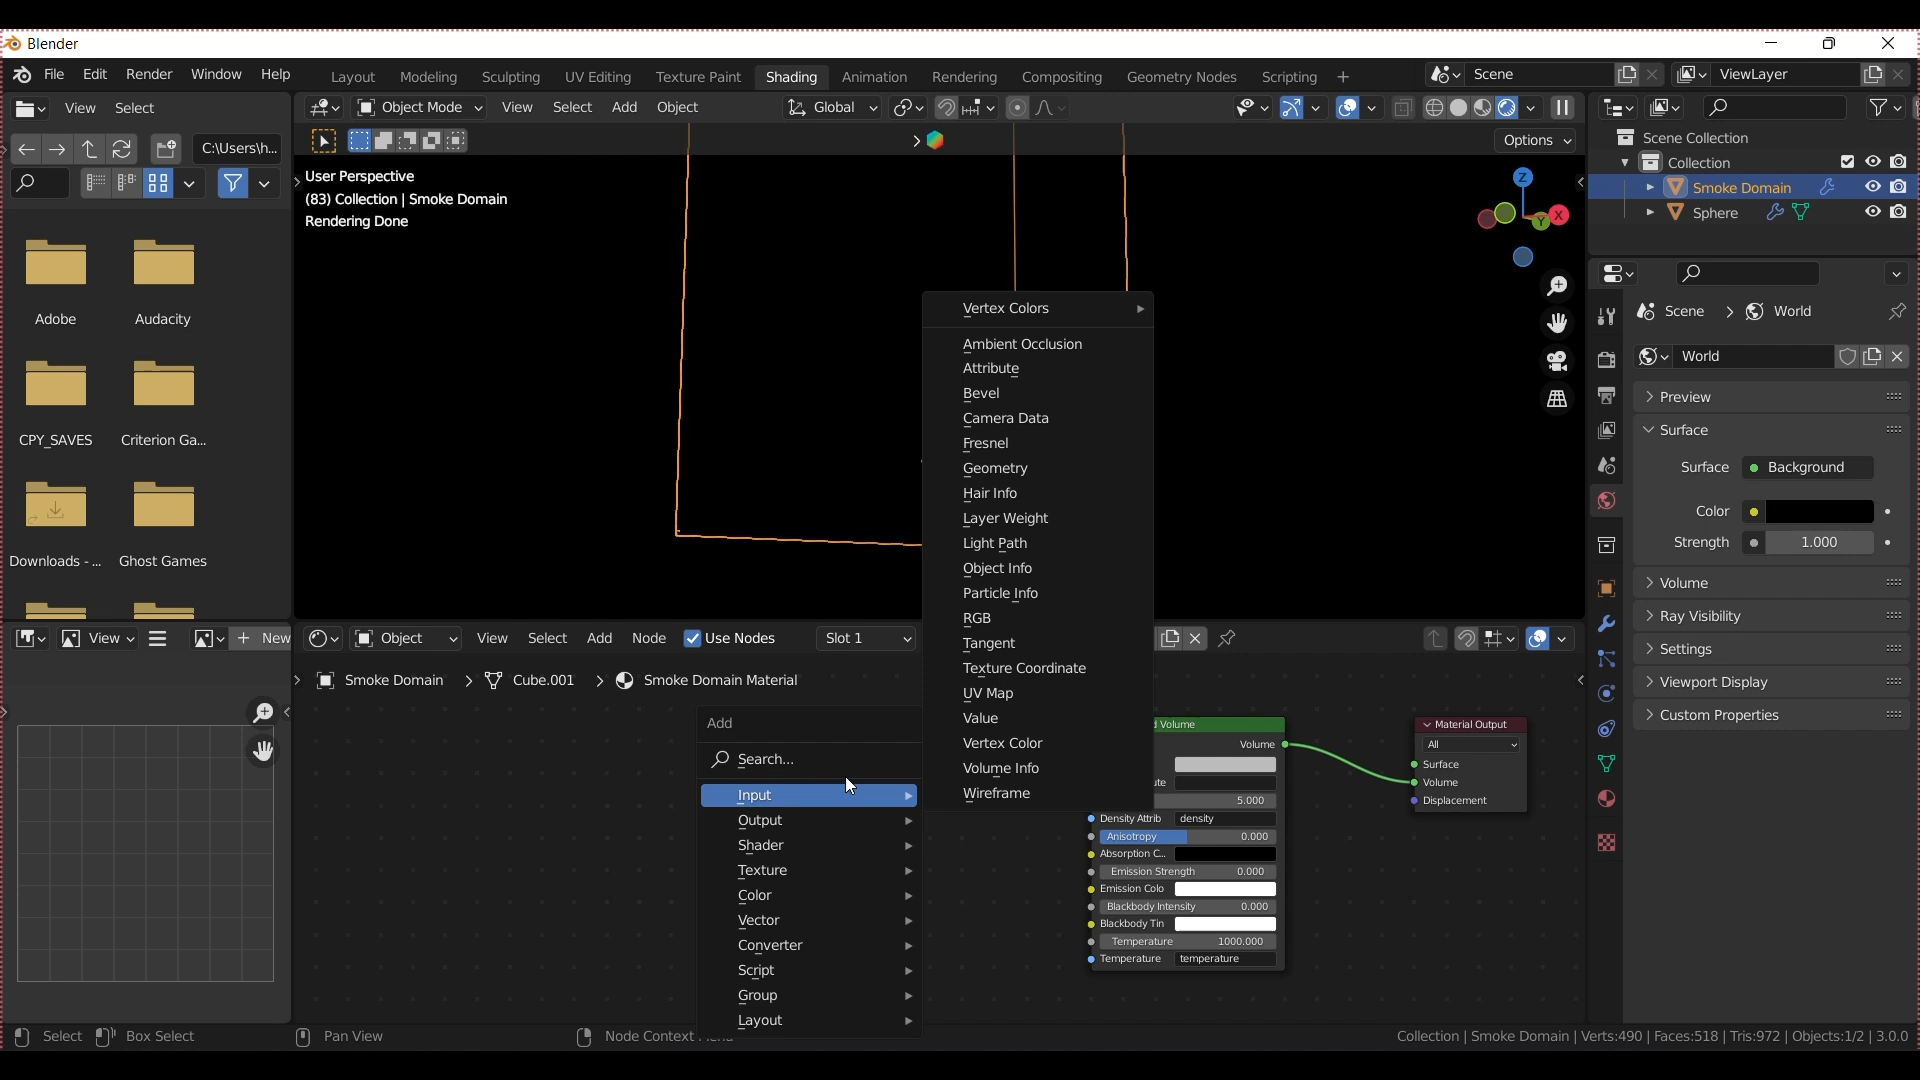 Blender
File Edit Render Window Help
Layout Modeling Sculpting UV Editing Texture Paint Shading Animation Rendering Compositing Geometry Nodes Scripting +
Scene
ViewLayer
View Select
Object Mode View Select Add Object
Global
C:\Users\h...
Options
User Perspective
(83) Collection | Smoke Domain
Rendering Done
Z
X
Y
Adobe
Audacity
CPY_SAVES
Criterion Ga...
Downloads - ...
Ghost Games
Scene Collection
Collection
Smoke Domain
Sphere
Scene > World
World
Preview
Surface
Surface Background
Color
Strength 1.000
Volume
Ray Visibility
Settings
Viewport Display
Custom Properties
Vertex Colors
Ambient Occlusion
Attribute
Bevel
Camera Data
Fresnel
Geometry
Hair Info
Layer Weight
Light Path
Object Info
Particle Info
RGB
Tangent
Texture Coordinate
UV Map
Value
Vertex Color
Volume Info
Wireframe
View
New
Object View Select Add Node Use Nodes Slot 1
Smoke Domain > Cube.001 > Smoke Domain Material
Add
Search...
Input
Output
Shader
Texture
Color
Vector
Converter
Script
Group
Layout
d Volume
Volume
ute
5.000
Density Attrib density
Anisotropy 0.000
Absorption C...
Emission Strength 0.000
Emission Colo
Blackbody Intensity 0.000
Blackbody Tin
Temperature 1000.000
Temperature temperature
Material Output
All
Surface
Volume
Displacement
Select
Box Select
Pan View
Node Context
Collection | Smoke Domain | Verts:490 | Faces:518 | Tris:972 | Objects:1/2 | 3.0.0